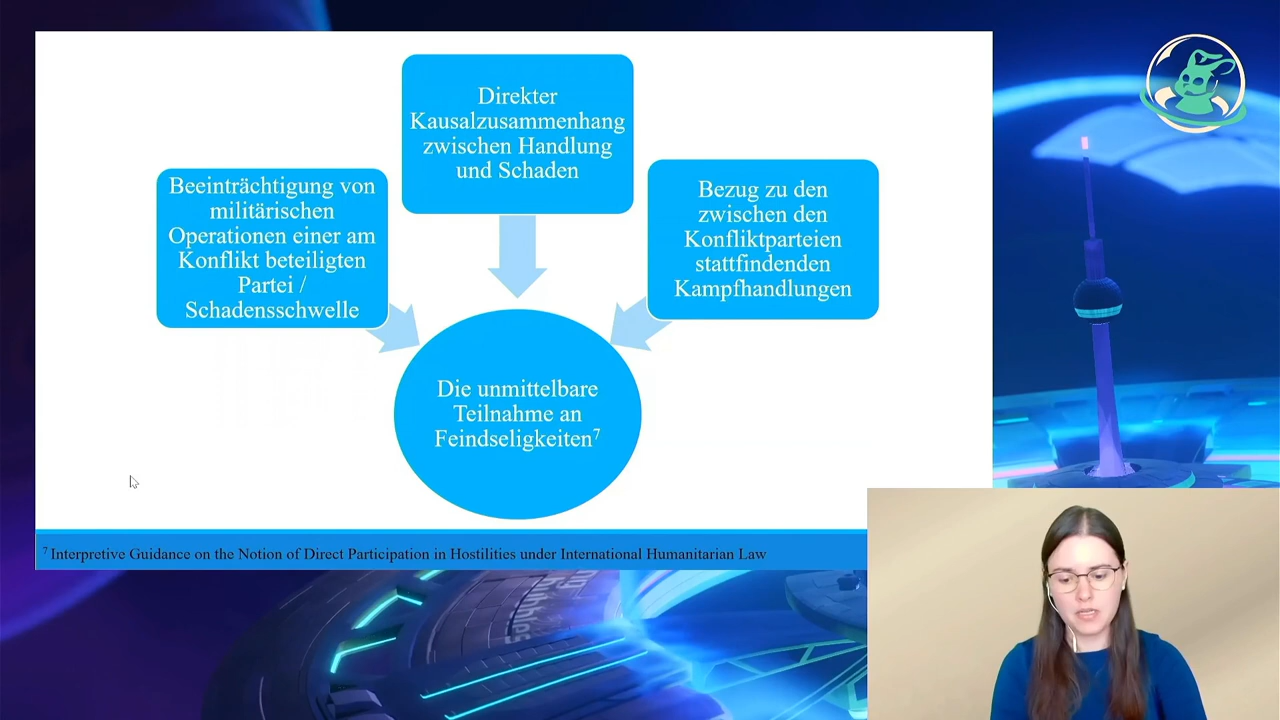 Direkter
Kausalzusammenhang
zwischen Handlung
und Schaden
Beeinträchtigung von
militärischen
Operationen einer am
Konflikt beteiligten
Partei /
Schadensschwelle
Bezug zu den
zwischen den
Konfliktparteien
stattfindenden
Kampfhandlungen
Die unmittelbare
Teilnahme an
Feindseligkeiten⁷
⁷ Interpretive Guidance on the Notion of Direct Participation in Hostilities under International Humanitarian Law